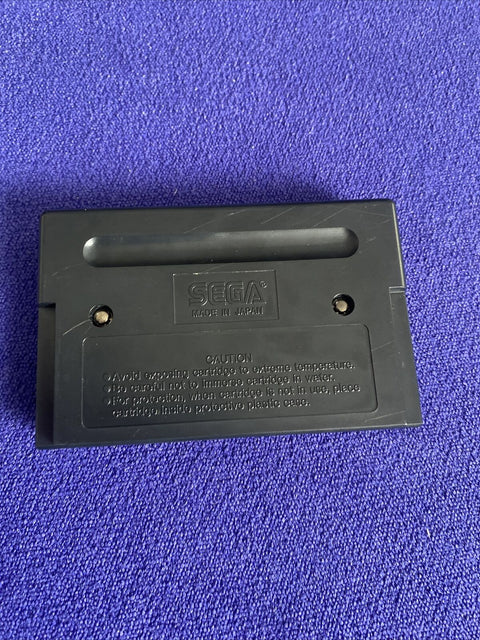 SEGA®
MADE IN JAPAN
CAUTION
●Avoid exposing cartridge to extreme temperature.
●Be careful not to immerse cartridge in water.
●For protection, when cartridge is not in use, place
cartridge inside protective plastic case.